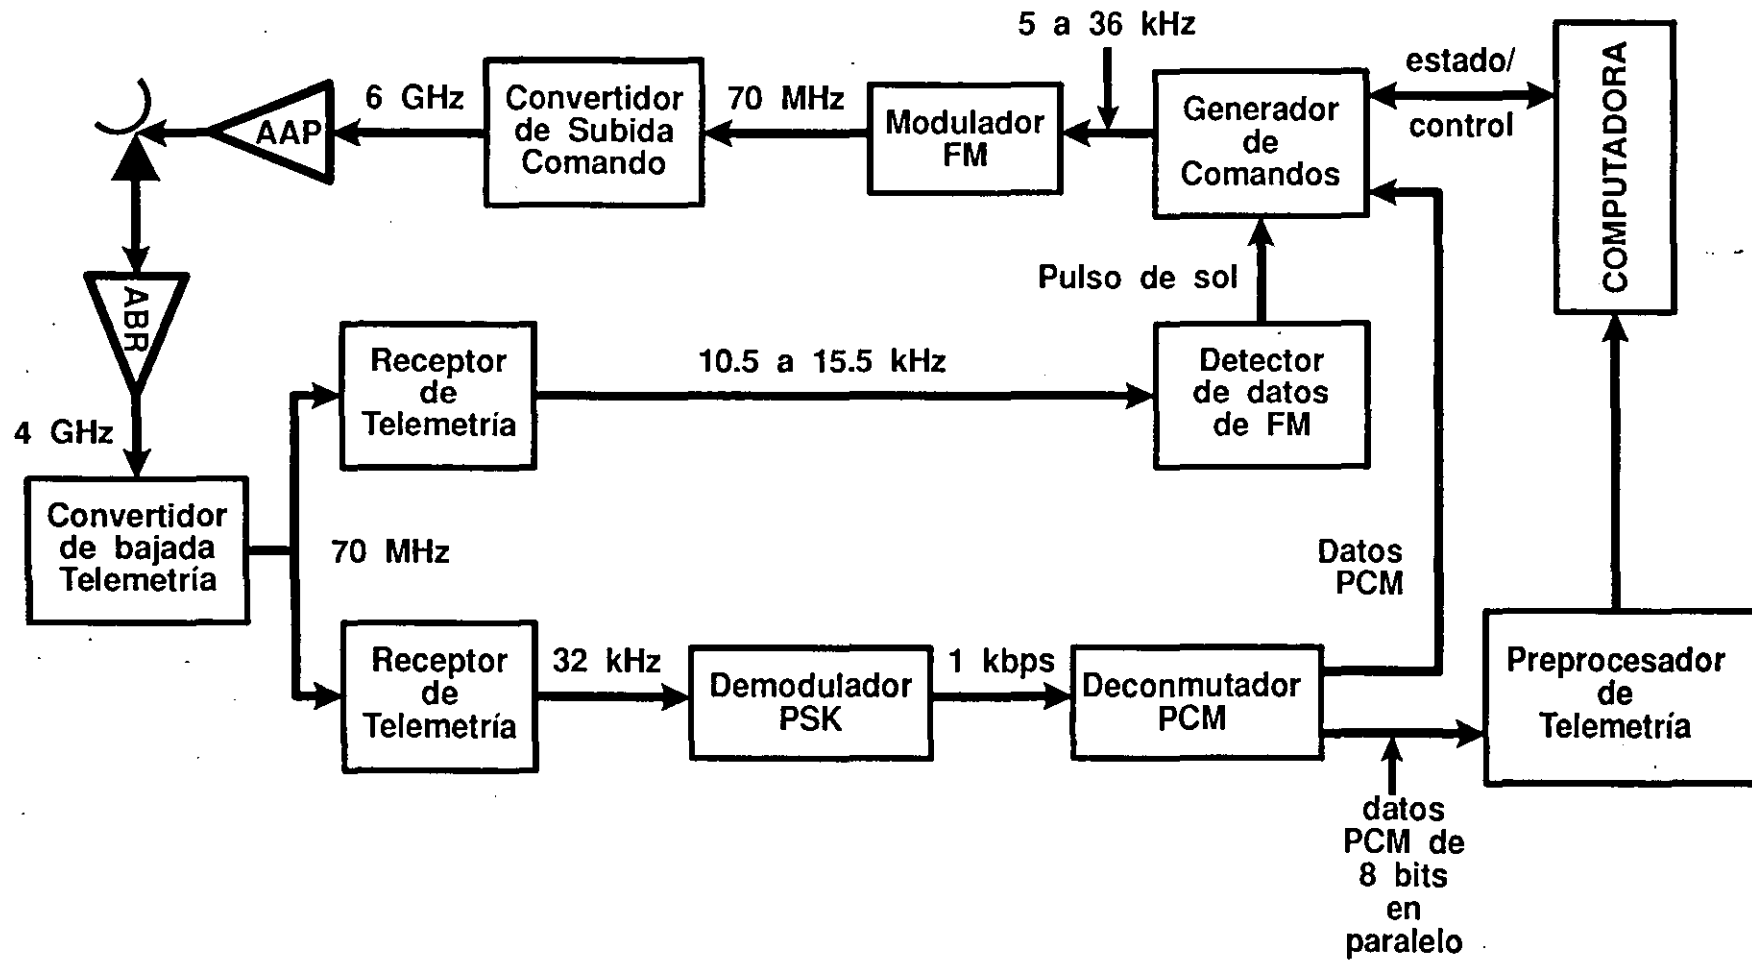 5 a 36 kHz
estado/
control
COMPUTADORA
6 GHz
AAP
Convertidor
de Subida
Comando
70 MHz
Modulador
FM
Generador
de
Comandos
Pulso de sol
ABR
Receptor
de
Telemetría
10.5 a 15.5 kHz
Detector
de datos
de FM
4 GHz
Convertidor
de bajada
Telemetría
70 MHz
Datos
PCM
Receptor
de
Telemetría
32 kHz
Demodulador
PSK
1 kbps
Deconmutador
PCM
Preprocesador
de
Telemetría
datos
PCM de
8 bits
en
paralelo